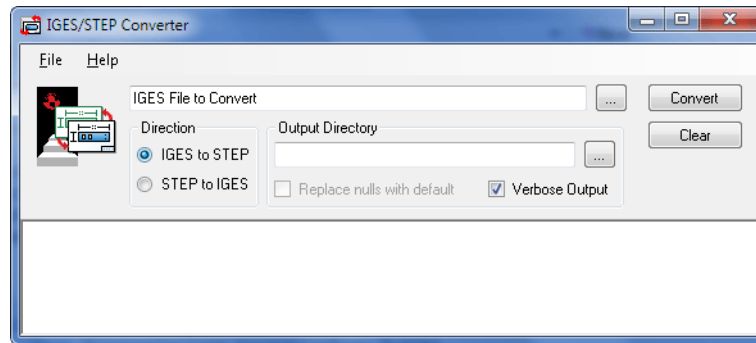 IGES/STEP Converter
File Help
IGES File to Convert ... Convert
Direction Output Directory Clear
IGES to STEP ...
STEP to IGES Replace nulls with default Verbose Output